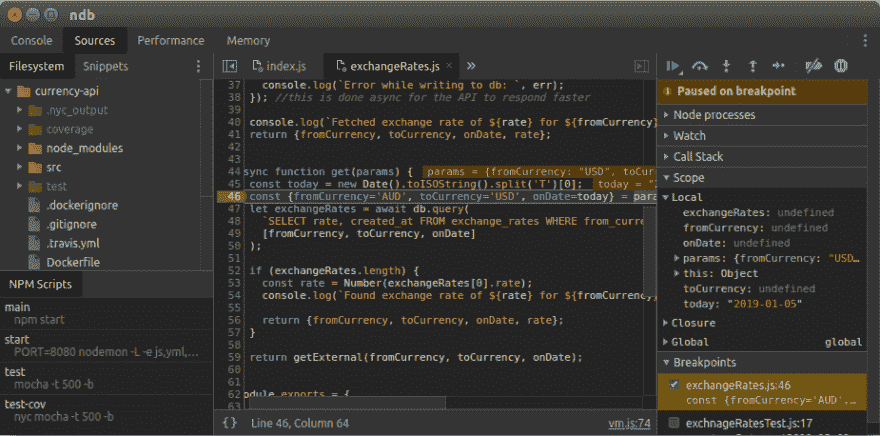 ndb
Console Sources Performance Memory
Filesystem Snippets
currency-api
.nyc_output
coverage
node_modules
src
test
.dockerignore
.gitignore
.travis.yml
Dockerfile
NPM Scripts
main
npm start
start
PORT=8080 nodemon -L -e js,yml,...
test
mocha -t 500 -b
test-cov
nyc mocha -t 500 -b
index.js exchangeRates.js × »
37 console.log(`Error while writing to db: `, err);
38 }); //this is done async for the API to respond faster
39
40 console.log(`Fetched exchange rate of ${rate} for ${fromCurrency}
41 return {fromCurrency, toCurrency, onDate, rate};
42
43
44 sync function get(params) { params = {fromCurrency: "USD", toCur
45 const today = new Date().toISOString().split('T')[0]; today = "
46 const {fromCurrency='AUD', toCurrency='USD', onDate=today} = para
47 let exchangeRates = await db.query(
48 `SELECT rate, created_at FROM exchange_rates WHERE from_curre
49 [fromCurrency, toCurrency, onDate]
50 );
51
52 if (exchangeRates.length) {
53 const rate = Number(exchangeRates[0].rate);
54 console.log(`Found exchange rate of ${rate} for ${fromCurrency}
55
56 return {fromCurrency, toCurrency, onDate, rate};
57 }
58
59 return getExternal(fromCurrency, toCurrency, onDate);
60
61
62 odule.exports = {
63
{} Line 46, Column 64 vm.js:74
Paused on breakpoint
Node processes
Watch
Call Stack
Scope
Local
exchangeRates: undefined
fromCurrency: undefined
onDate: undefined
params: {fromCurrency: "USD…
this: Object
toCurrency: undefined
today: "2019-01-05"
Closure
Global global
Breakpoints
exchangeRates.js:46
const {fromCurrency='AUD'...
exchnageRatesTest.js:17